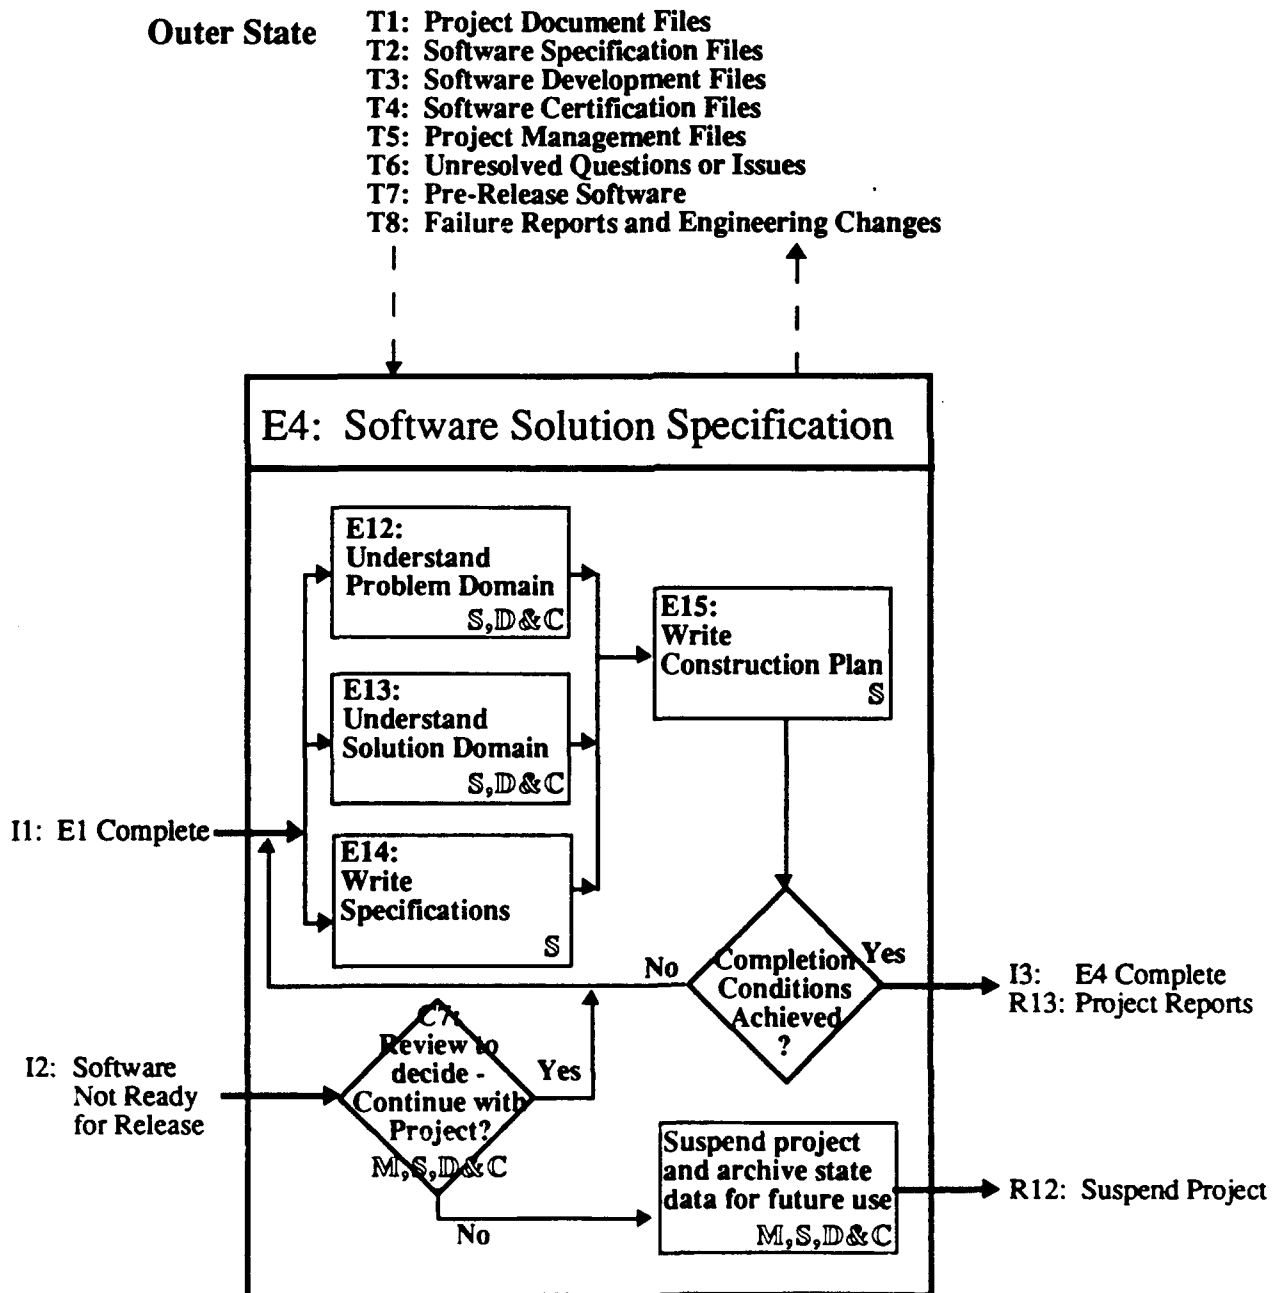 Outer State
T1: Project Document Files
T2: Software Specification Files
T3: Software Development Files
T4: Software Certification Files
T5: Project Management Files
T6: Unresolved Questions or Issues
T7: Pre-Release Software
T8: Failure Reports and Engineering Changes
E4: Software Solution Specification
E12:
Understand
Problem Domain
S,D&C
E15:
Write
Construction Plan
S
E13:
Understand
Solution Domain
S,D&C
I1: E1 Complete
E14:
Write
Specifications
S
No
Completion
Conditions
Achieved
?
Yes
I3: E4 Complete
R13: Project Reports
I2: Software
Not Ready
for Release
C7:
Review to
decide -
Continue with
Project?
M,S,D&C
Yes
No
Suspend project
and archive state
data for future use
M,S,D&C
R12: Suspend Project